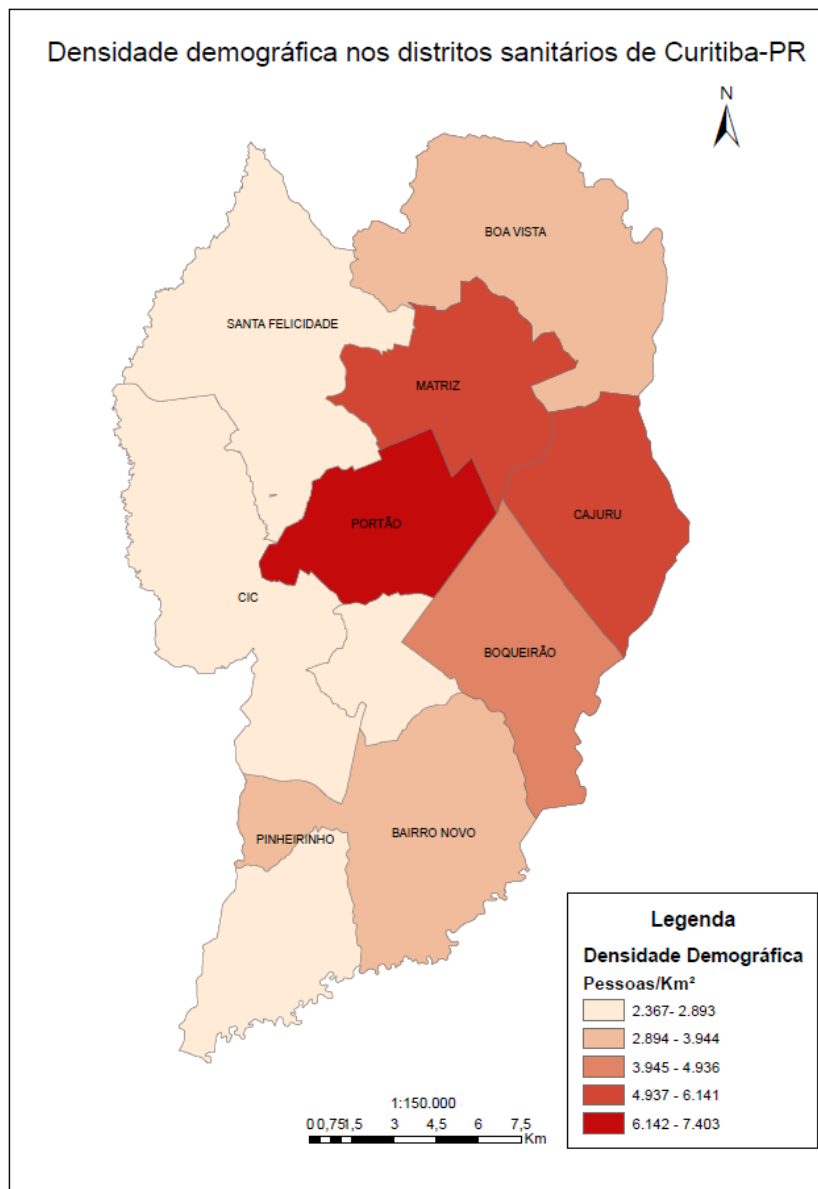 Densidade demográfica nos distritos sanitários de Curitiba-PR
N
BOA VISTA
SANTA FELICIDADE
MATRIZ
CAJURU
PORTÃO
CIC
BOQUEIRÃO
BAIRRO NOVO
PINHEIRINHO
Legenda
Densidade Demográfica
Pessoas/Km²
2.367- 2.893
2.894 - 3.944
3.945 - 4.936
4.937 - 6.141
6.142 - 7.403
1:150.000
0 0,751,5 3 4,5 6 7,5
Km